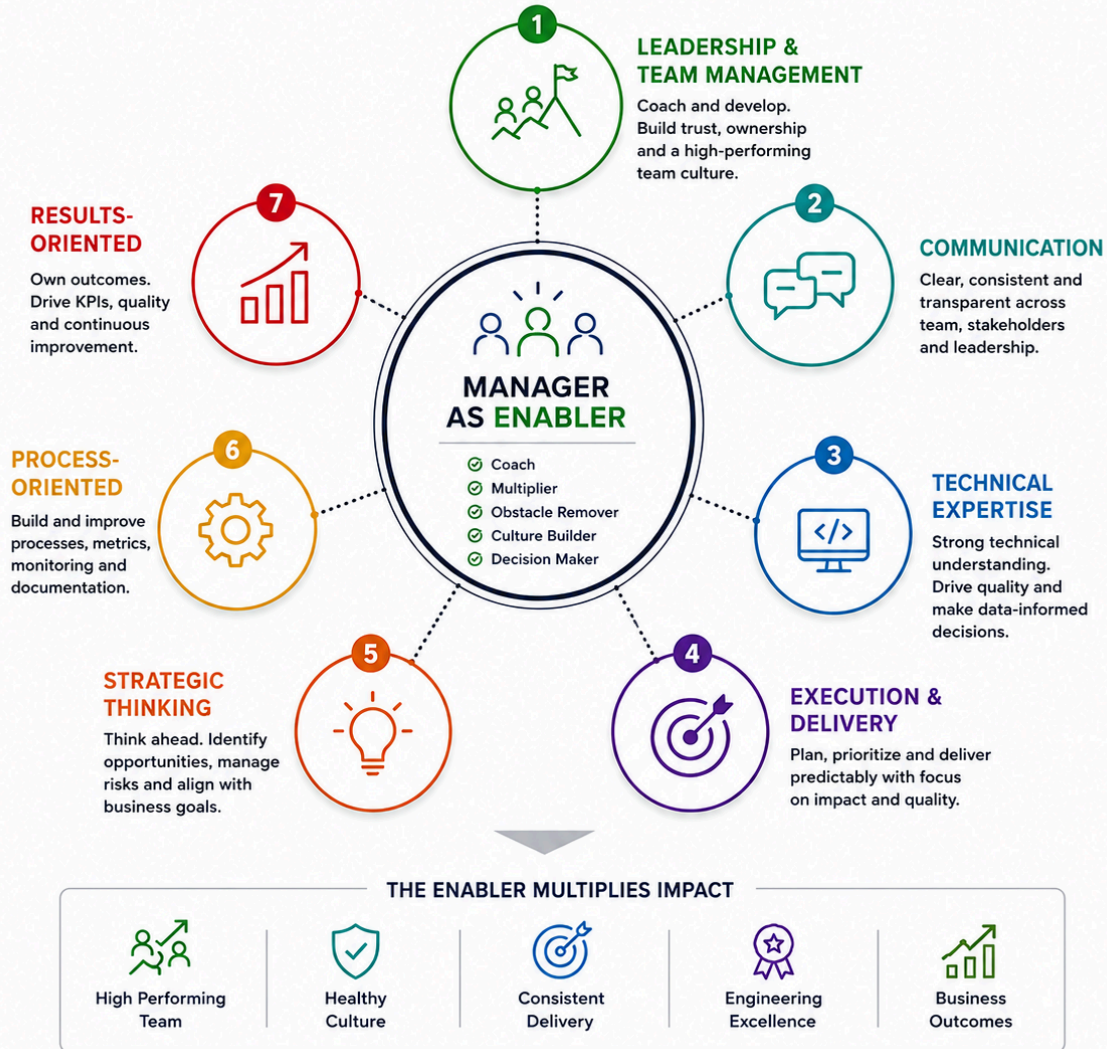 1
LEADERSHIP &
TEAM MANAGEMENT
Coach and develop.
Build trust, ownership
and a high-performing
team culture.
2
COMMUNICATION
Clear, consistent and
transparent across
team, stakeholders
and leadership.
3
TECHNICAL
EXPERTISE
Strong technical
understanding.
Drive quality and
make data-informed
decisions.
</>
4
EXECUTION &
DELIVERY
Plan, prioritize and deliver
predictably with focus
on impact and quality.
5
STRATEGIC
THINKING
Think ahead. Identify
opportunities, manage
risks and align with
business goals.
6
PROCESS-
ORIENTED
Build and improve
processes, metrics,
monitoring and
documentation.
7
RESULTS-
ORIENTED
Own outcomes.
Drive KPIs, quality
and continuous
improvement.
MANAGER
AS ENABLER
Coach
Multiplier
Obstacle Remover
Culture Builder
Decision Maker
THE ENABLER MULTIPLIES IMPACT
High Performing
Team
Healthy
Culture
Consistent
Delivery
Engineering
Excellence
Business
Outcomes